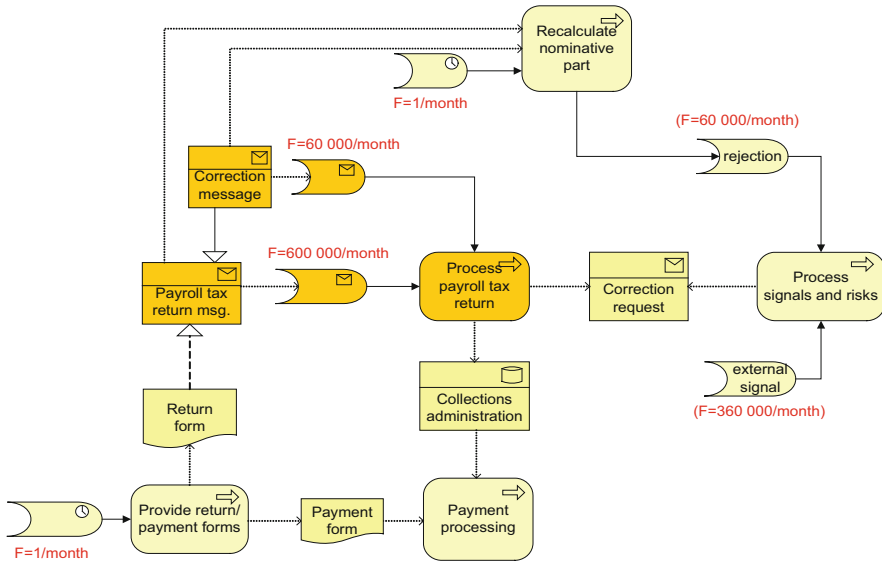 Recalculate
nominative
part
F=1/month
(F=60 000/month)
rejection
F=60 000/month
Correction
message
F=600 000/month
Payroll tax
return msg.
Process
payroll tax
return
Correction
request
Process
signals and risks
external
signal
(F=360 000/month)
Collections
administration
Return
form
Provide return/
payment forms
Payment
form
Payment
processing
F=1/month